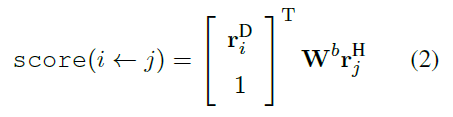 score(i ← j) = [ r_i^D 1 ]^T W^b r_j^H (2)